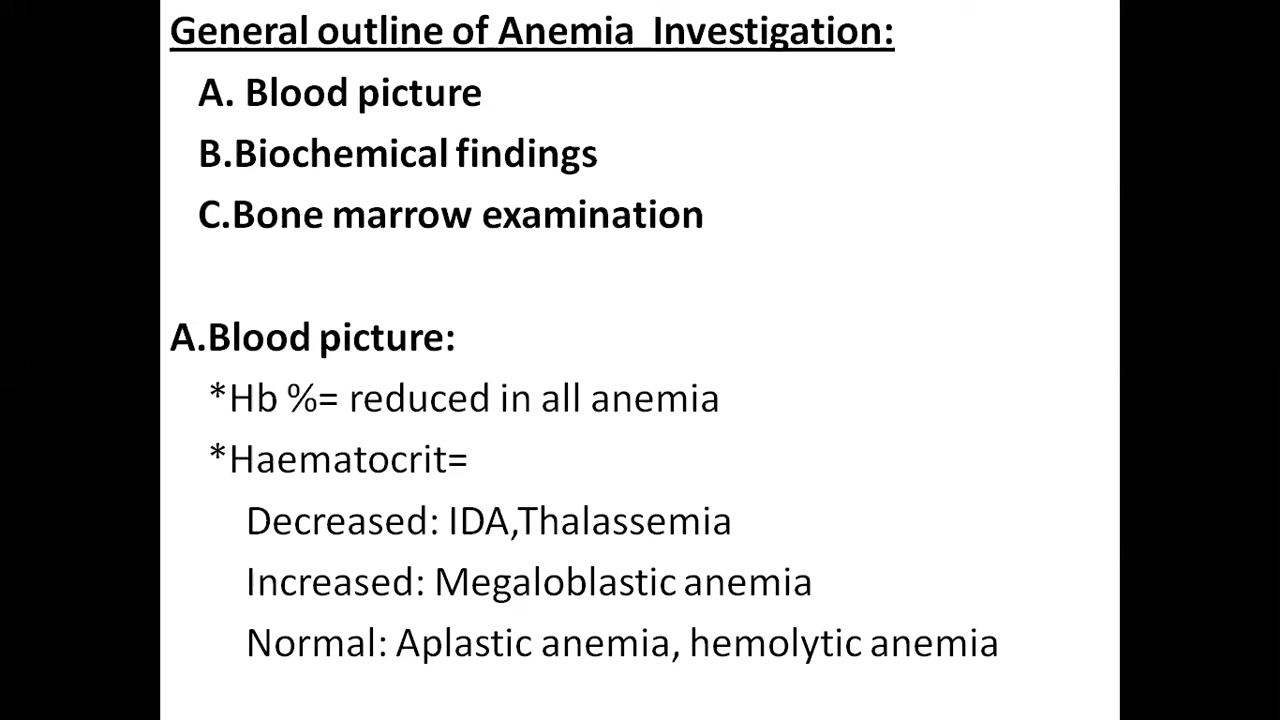 General outline of Anemia Investigation:
A. Blood picture
B.Biochemical findings
C.Bone marrow examination
A.Blood picture:
*Hb %= reduced in all anemia
*Haematocrit=
Decreased: IDA,Thalassemia
Increased: Megaloblastic anemia
Normal: Aplastic anemia, hemolytic anemia